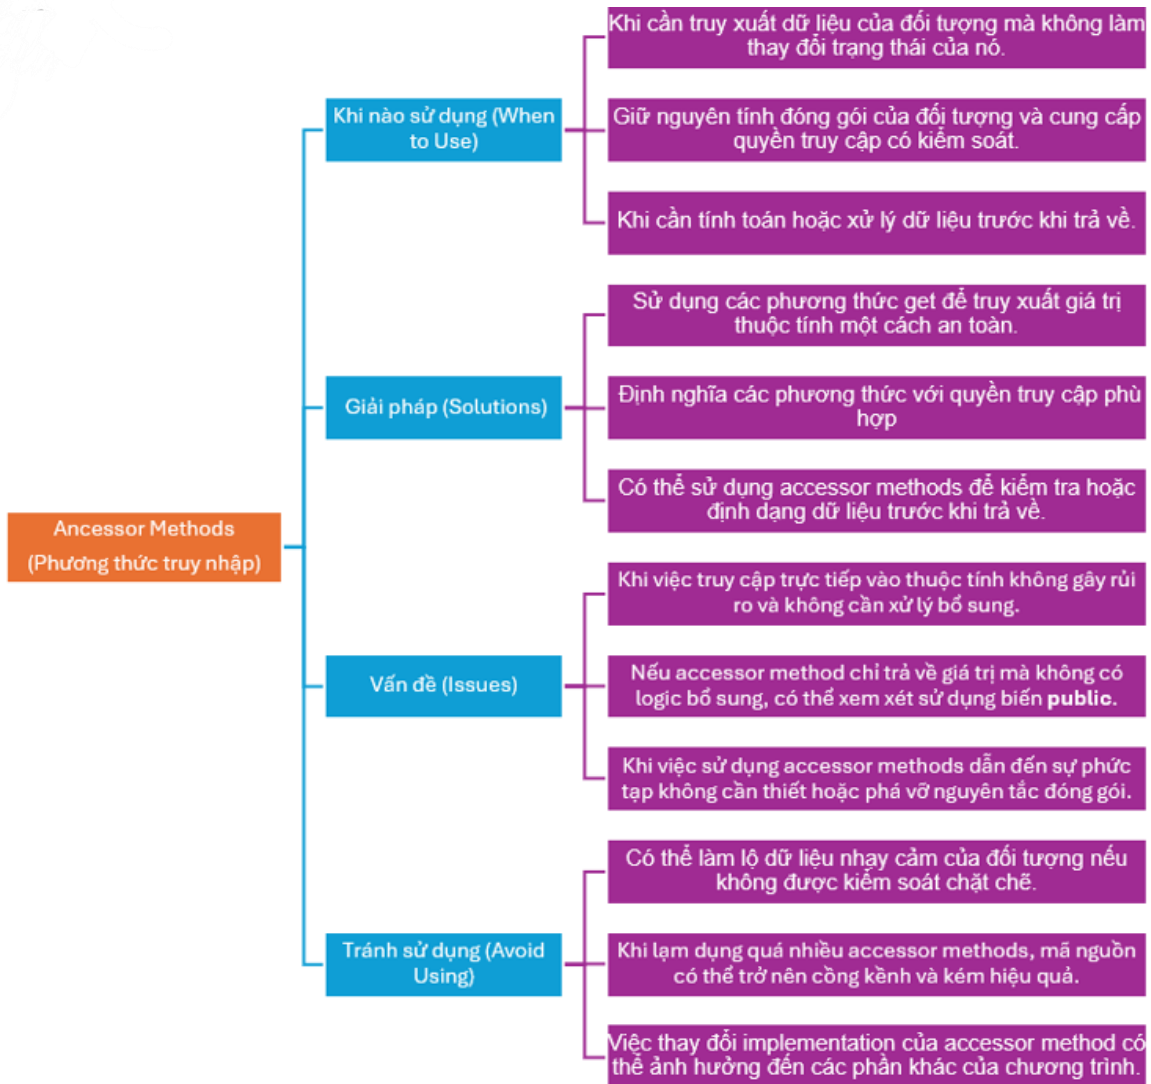 Ancessor Methods
(Phương thức truy nhập)
Khi nào sử dụng (When
to Use)
Khi cần truy xuất dữ liệu của đối tượng mà không làm
thay đổi trạng thái của nó.
Giữ nguyên tính đóng gói của đối tượng và cung cấp
quyền truy cập có kiểm soát.
Khi cần tính toán hoặc xử lý dữ liệu trước khi trả về.
Giải pháp (Solutions)
Sử dụng các phương thức get để truy xuất giá trị
thuộc tính một cách an toàn.
Định nghĩa các phương thức với quyền truy cập phù
hợp
Có thể sử dụng accessor methods để kiểm tra hoặc
định dạng dữ liệu trước khi trả về.
Vấn đề (Issues)
Khi việc truy cập trực tiếp vào thuộc tính không gây rủi
ro và không cần xử lý bổ sung.
Nếu accessor method chỉ trả về giá trị mà không có
logic bổ sung, có thể xem xét sử dụng biến public.
Khi việc sử dụng accessor methods dẫn đến sự phức
tạp không cần thiết hoặc phá vỡ nguyên tắc đóng gói.
Tránh sử dụng (Avoid
Using)
Có thể làm lộ dữ liệu nhạy cảm của đối tượng nếu
không được kiểm soát chặt chẽ.
Khi lạm dụng quá nhiều accessor methods, mã nguồn
có thể trở nên cồng kềnh và kém hiệu quả.
Việc thay đổi implementation của accessor method có
thể ảnh hưởng đến các phần khác của chương trình.